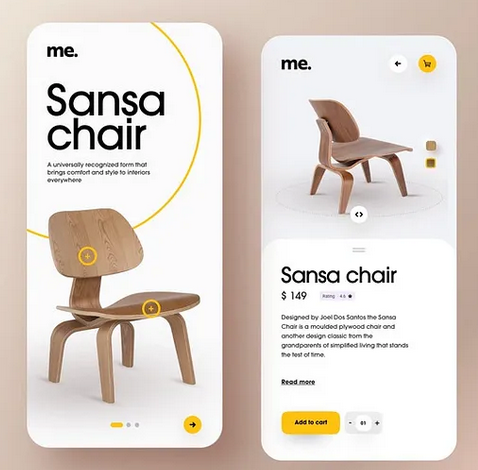 me.
Sansa
chair
A universally recognized form that
brings comfort and style to interiors
everywhere
me.
Sansa chair
$ 149
Rating 4.6
Designed by Joel Dos Santos the Sansa
Chair is a moulded plywood chair and
another design classic from the
grandparents of simplified living that stands
the test of time.
Read more
Add to cart
- 01 +